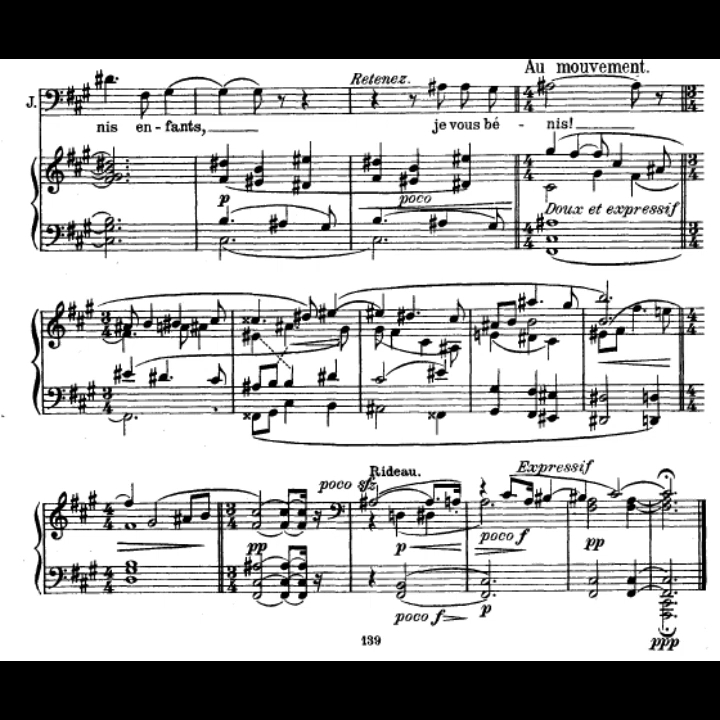 Retenez.
Au mouvement.
J.
nis en-fants, je vous bé - nis!
p
poco
Doux et expressif
Rideau.
poco sfz
Expressif
pp
p
poco f
pp
poco f
p
139
ppp